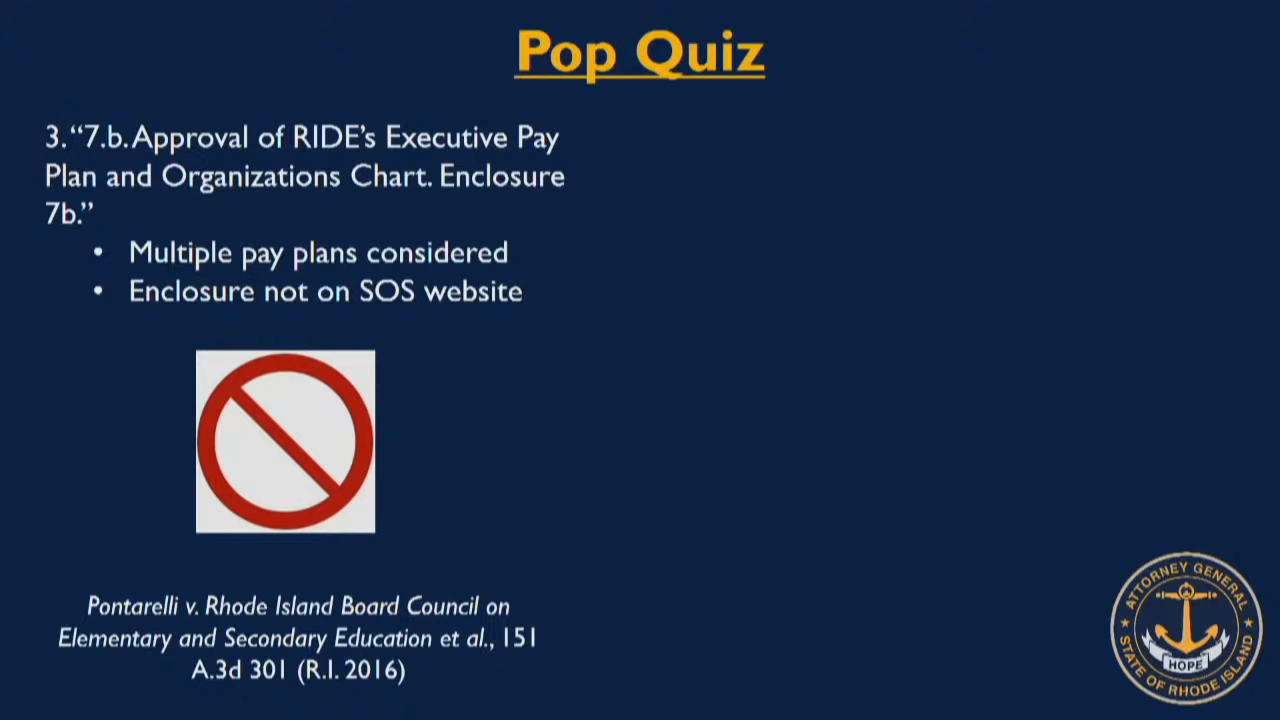 Pop Quiz
3. “7.b. Approval of RIDE’s Executive Pay
Plan and Organizations Chart. Enclosure
7b.”
• Multiple pay plans considered
• Enclosure not on SOS website
Pontarelli v. Rhode Island Board Council on
Elementary and Secondary Education et al., 151
A.3d 301 (R.I. 2016)
ATTORNEY GENERAL
HOPE
STATE OF RHODE ISLAND